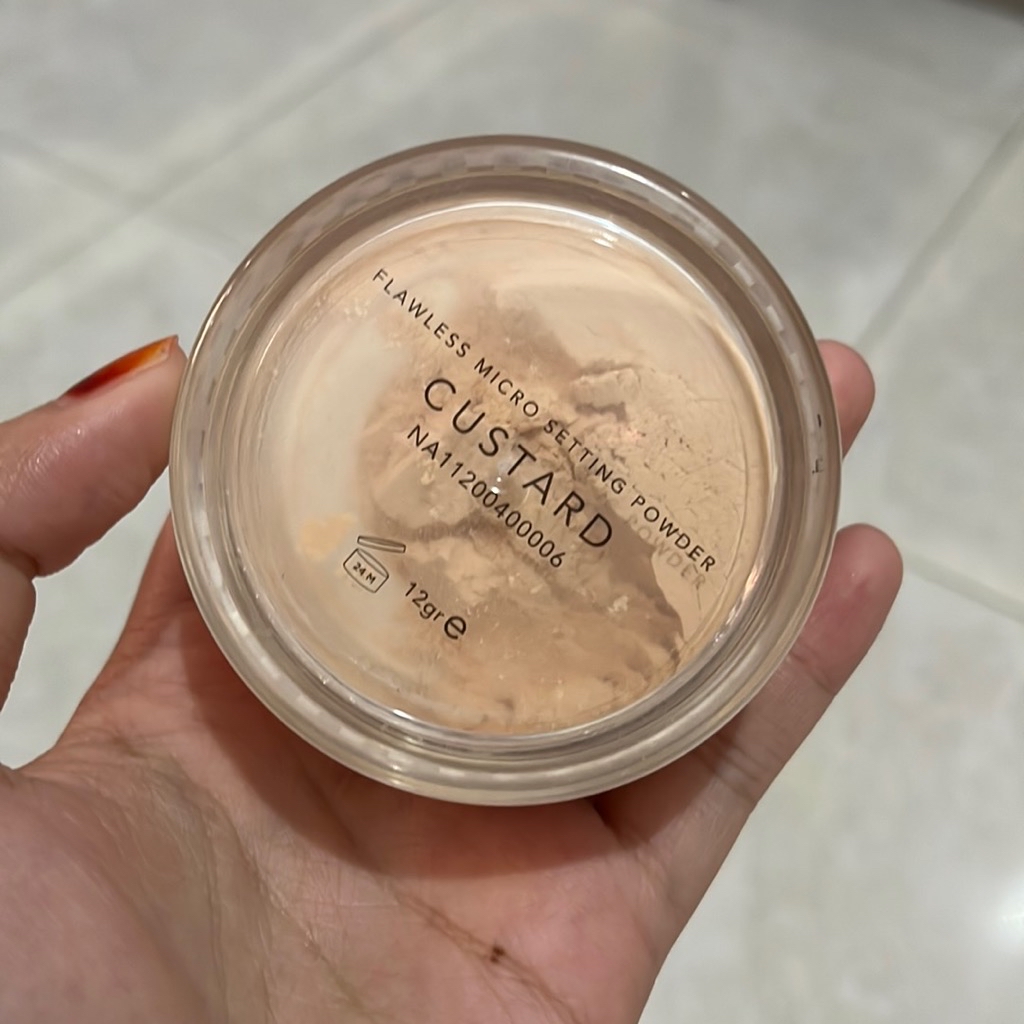 FLAWLESS MICRO SETTING POWDER
CUSTARD
NA11200400006
24 M
12gr e